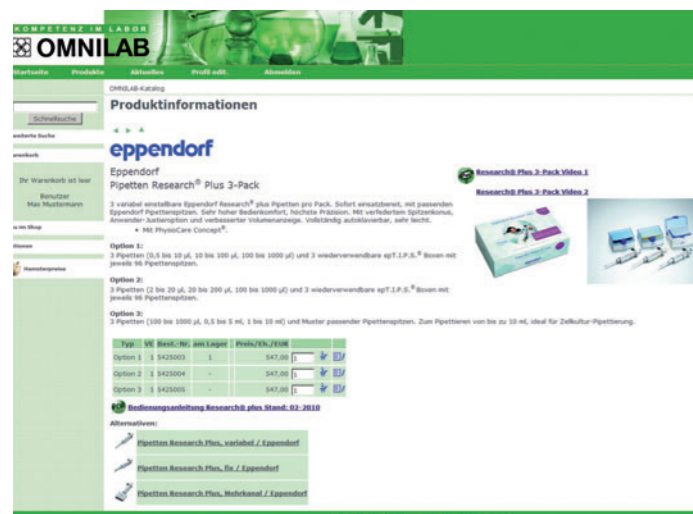 KOMPETENZ IM LABOR
OMNILAB
Startseite Produkte Aktuelles Profil edit. Abmelden
OMNILAB-Katalog
Produktinformationen
Schnellsuche
erweiterte Suche
Warenkorb
Ihr Warenkorb ist leer
Benutzer
Max Mustermann
Hamsterpreise
eppendorf
Eppendorf
Pipetten Research® Plus 3-Pack
Research® Plus 3-Pack Video 1
Research® Plus 3-Pack Video 2
3 variabel einstellbare Eppendorf Research® plus Pipetten pro Pack. Sofort einsatzbereit, mit passenden
Eppendorf Pipettenspitzen. Sehr hoher Bedienkomfort, höchste Präzision. Mit verfedertem Spitzenkonus,
Anwender-Justieroption und verbesserter Volumenanzeige. Vollständig autoklavierbar, sehr leicht.
• Mit PhysioCare Concept®.
Option 1:
3 Pipetten (0,5 bis 10 µl, 10 bis 100 µl, 100 bis 1000 µl) und 3 wiederverwendbare epT.I.P.S.® Boxen mit
jeweils 96 Pipettenspitzen.
Option 2:
3 Pipetten (2 bis 20 µl, 20 bis 200 µl, 100 bis 1000 µl) und 3 wiederverwendbare epT.I.P.S.® Boxen mit
jeweils 96 Pipettenspitzen.
Option 3:
3 Pipetten (100 bis 1000 µl, 0,5 bis 5 ml, 1 bis 10 ml) und Muster passender Pipettenspitzen. Zum Pipettieren von bis zu 10 ml, ideal für Zellkultur-Pipettierung.
Typ VE Best.-Nr. am Lager Preis/Eh./EUR
Option 1 1 5425003 1 547,00 1
Option 2 1 5425004 - 547,00 1
Option 3 1 5425005 - 547,00 1
Bedienungsanleitung Research® plus Stand: 02-2010
Alternativen:
Pipetten Research Plus, variabel / Eppendorf
Pipetten Research Plus, fix / Eppendorf
Pipetten Research Plus, Mehrkanal / Eppendorf